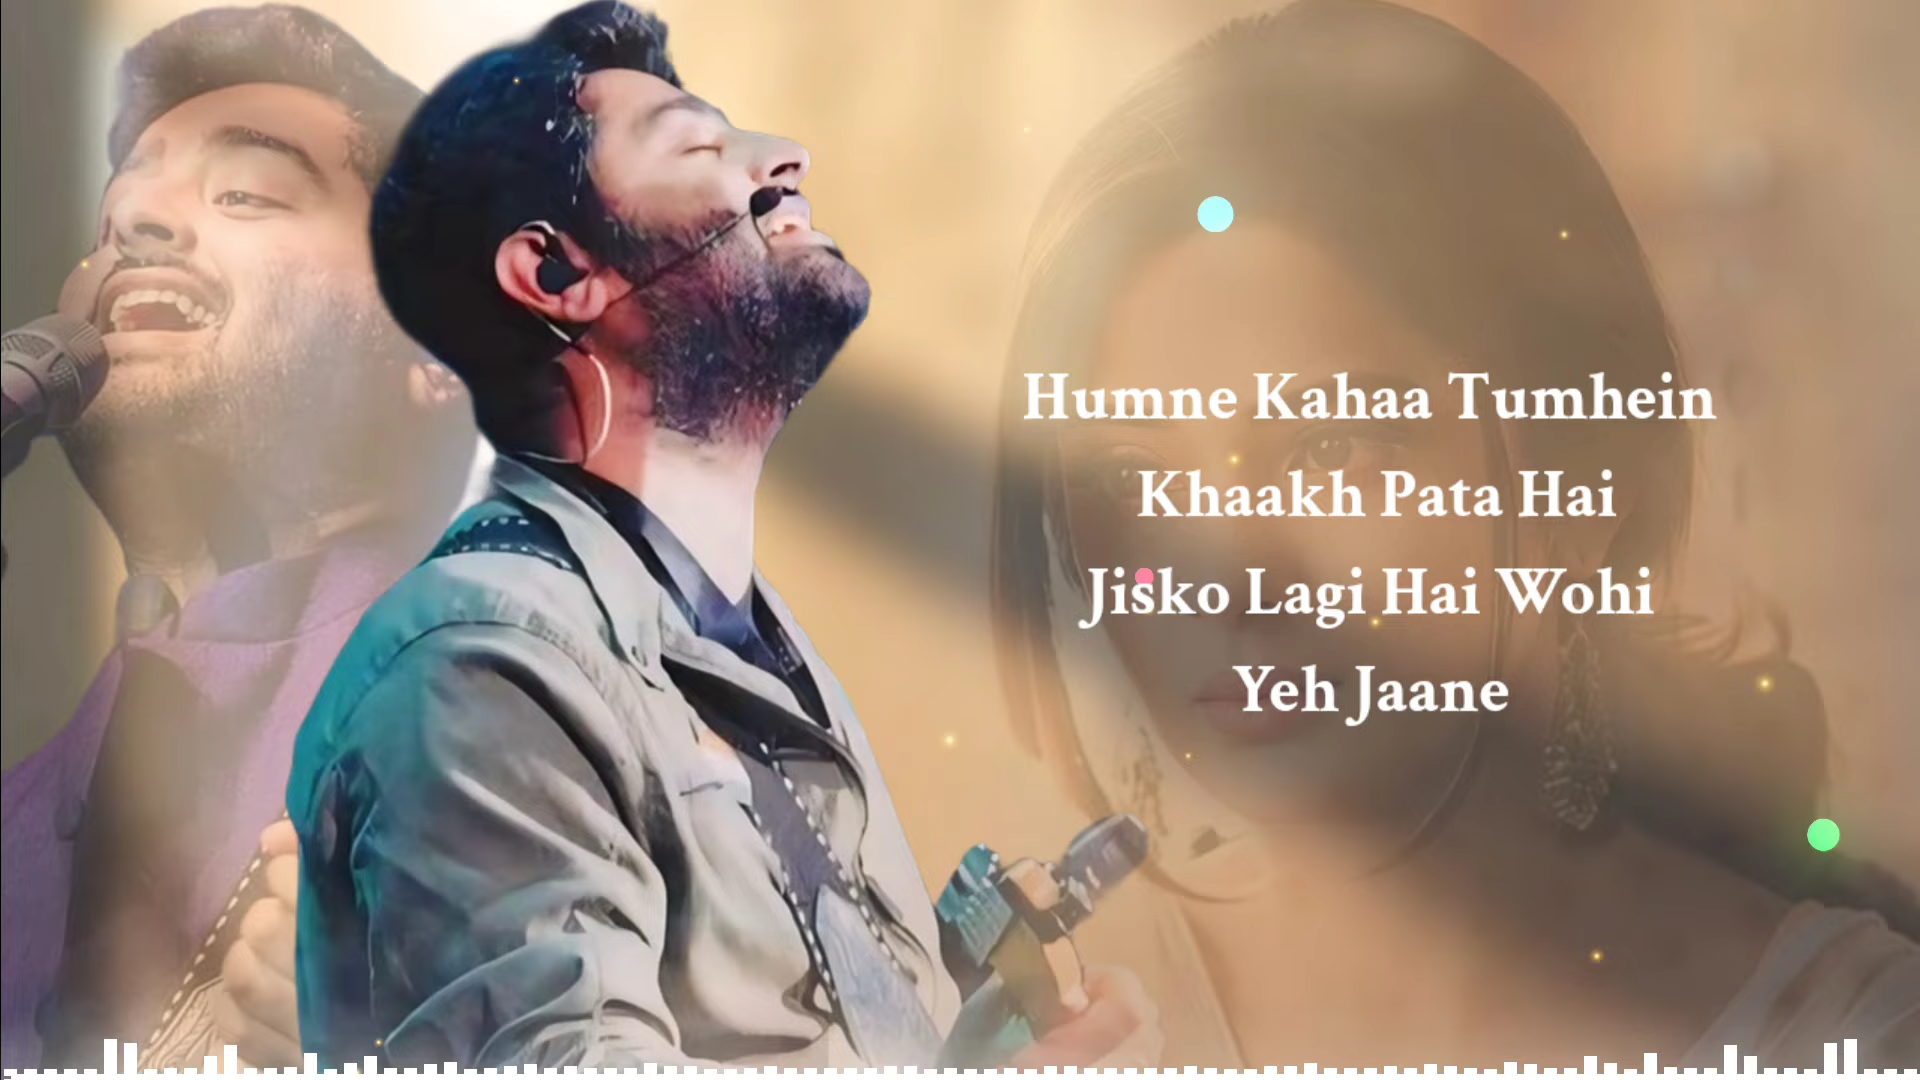 Humne Kahaa Tumhein
Khaakh Pata Hai
Jisko Lagi Hai Wohi
Yeh Jaane